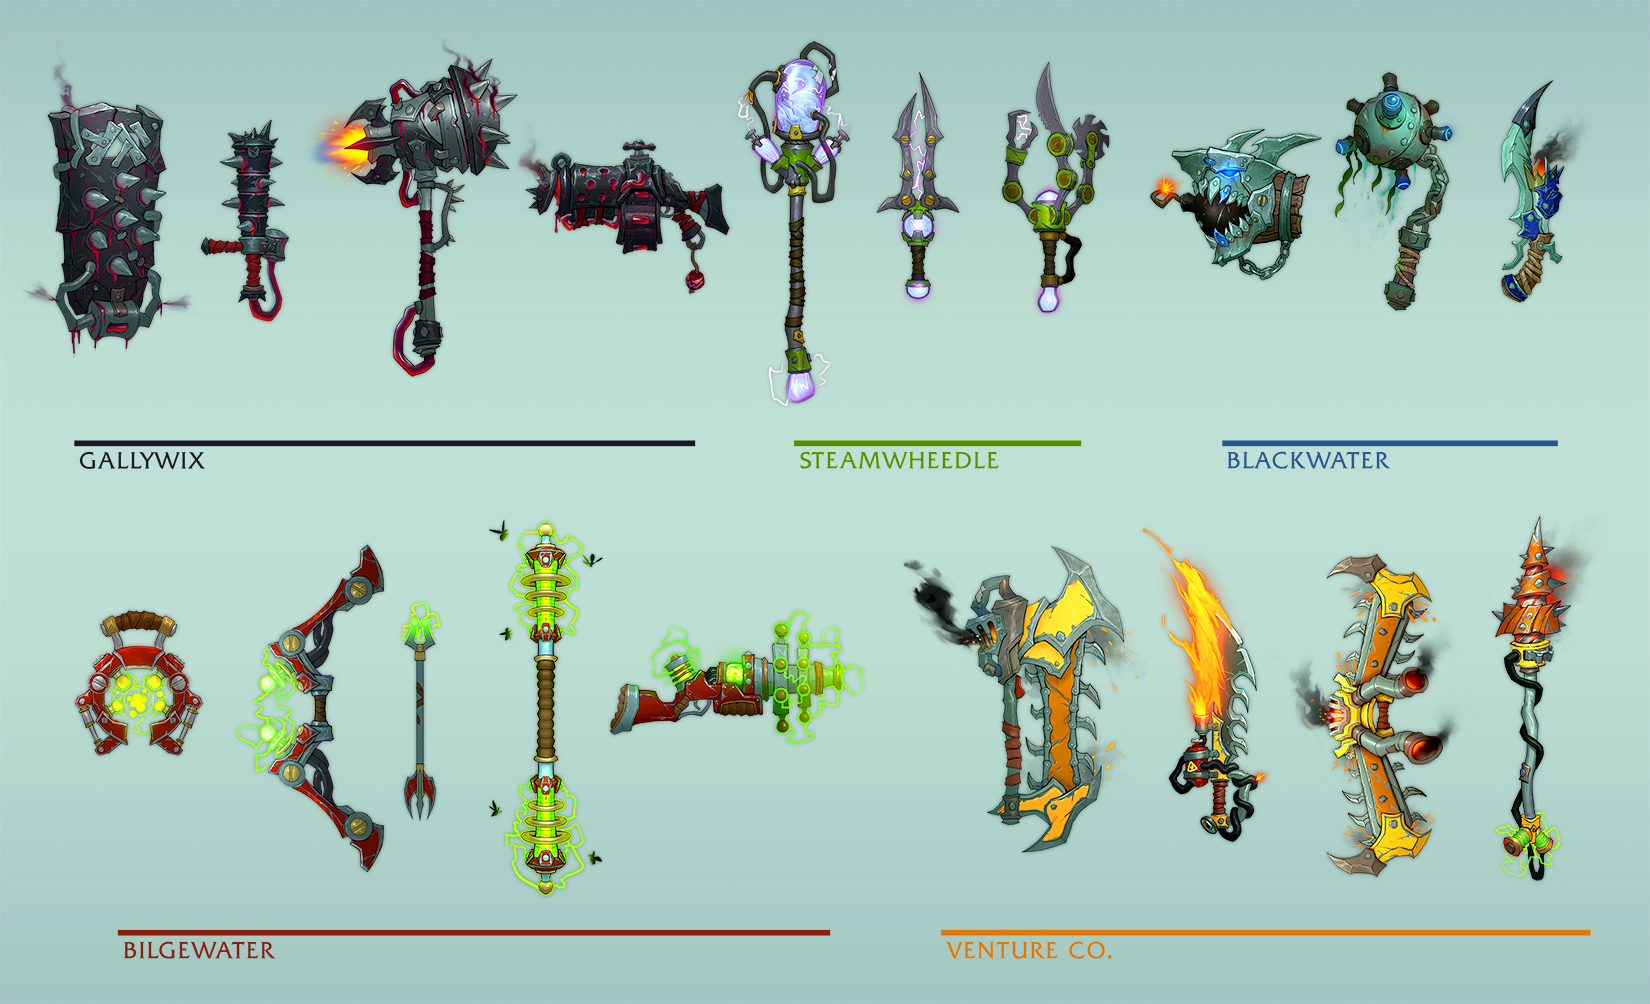 GALLYWIX
STEAMWHEEDLE
BLACKWATER
BILGEWATER
VENTURE CO.